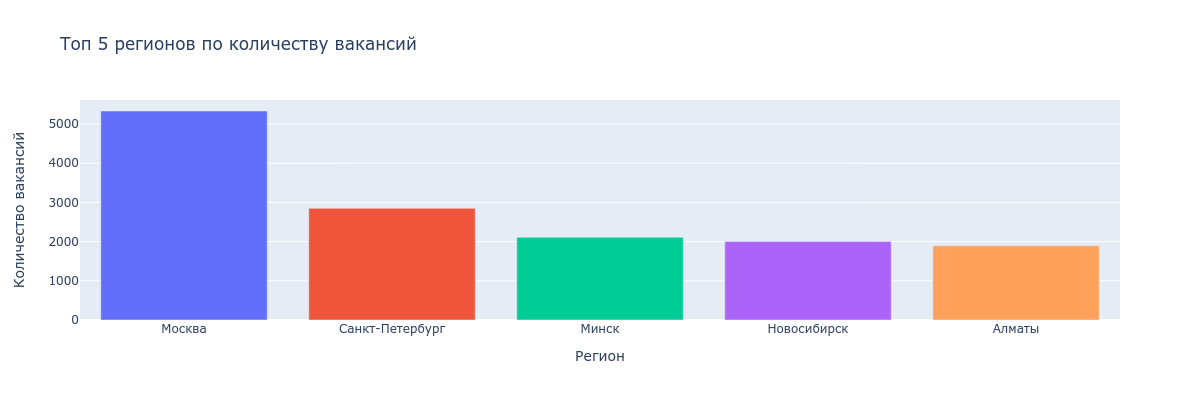 Топ 5 регионов по количеству вакансий
Количество вакансий
5000
4000
3000
2000
1000
0
Москва
Санкт-Петербург
Минск
Новосибирск
Алматы
Регион